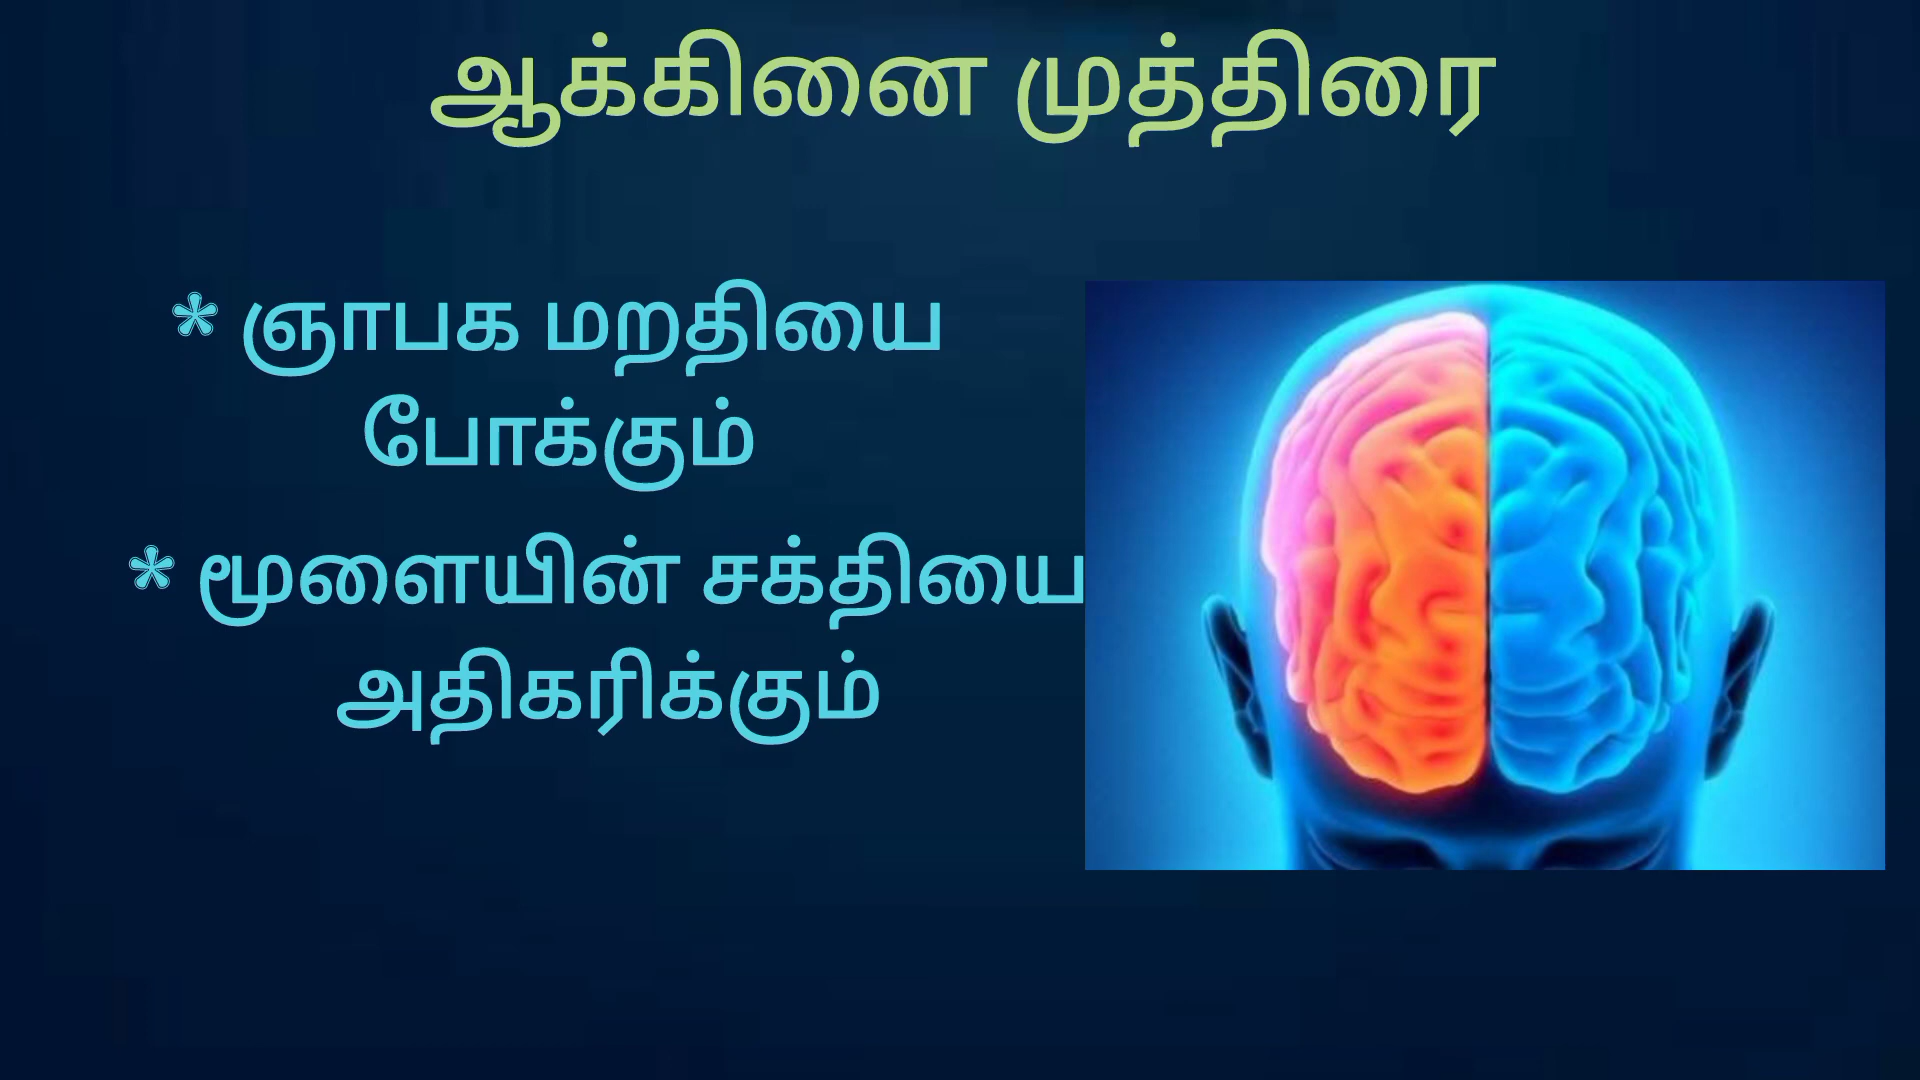 ஆக்கினை முத்திரை
* ஞாபக மறதியை
போக்கும்
* மூளையின் சக்தியை
அதிகரிக்கும்